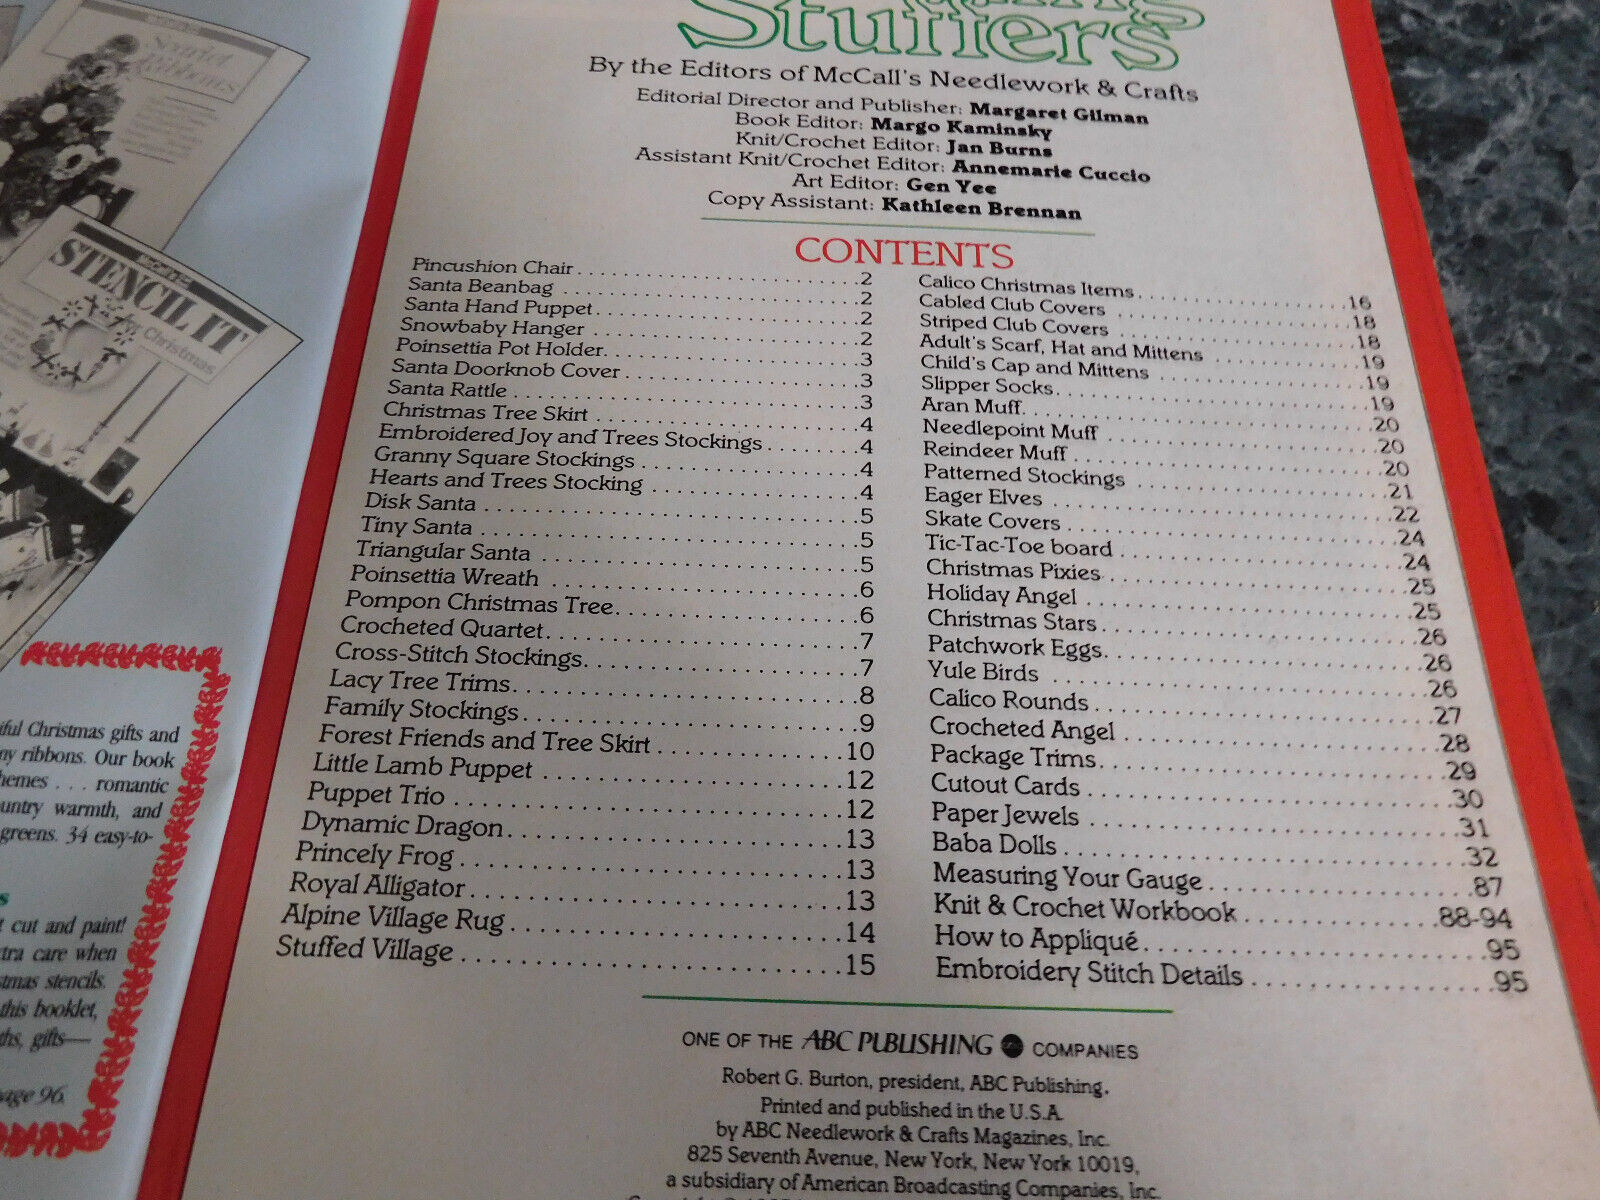 Scarlet
Ribbons
STENCIL IT
Christmas
iful Christmas gifts and
ny ribbons. Our book
hemes . . . romantic
untry warmth, and
greens. 34 easy-to-
s
t cut and paint!
tra care when
stmas stencils.
this booklet,
ths, gifts—
page 96.
Stuffers
By the Editors of McCall's Needlework & Crafts
Editorial Director and Publisher: Margaret Gilman
Book Editor: Margo Kaminsky
Knit/Crochet Editor: Jan Burns
Assistant Knit/Crochet Editor: Annemarie Cuccio
Art Editor: Gen Yee
Copy Assistant: Kathleen Brennan
CONTENTS
Pincushion Chair . . . 2
Santa Beanbag . . . 2
Santa Hand Puppet . . . 2
Snowbaby Hanger . . . 2
Poinsettia Pot Holder . . . 3
Santa Doorknob Cover . . . 3
Santa Rattle . . . 3
Christmas Tree Skirt . . . 4
Embroidered Joy and Trees Stockings . . . 4
Granny Square Stockings . . . 4
Hearts and Trees Stocking . . . 4
Disk Santa . . . 5
Tiny Santa . . . 5
Triangular Santa . . . 5
Poinsettia Wreath . . . 6
Pompon Christmas Tree . . . 6
Crocheted Quartet . . . 7
Cross-Stitch Stockings . . . 7
Lacy Tree Trims . . . 8
Family Stockings . . . 9
Forest Friends and Tree Skirt . . . 10
Little Lamb Puppet . . . 12
Puppet Trio . . . 12
Dynamic Dragon . . . 13
Princely Frog . . . 13
Royal Alligator . . . 13
Alpine Village Rug . . . 14
Stuffed Village . . . 15
Calico Christmas Items . . . 16
Cabled Club Covers . . . 18
Striped Club Covers . . . 18
Adult's Scarf, Hat and Mittens . . . 19
Child's Cap and Mittens . . . 19
Slipper Socks . . . 19
Aran Muff . . . 20
Needlepoint Muff . . . 20
Reindeer Muff . . . 20
Patterned Stockings . . . 21
Eager Elves . . . 22
Skate Covers . . . 24
Tic-Tac-Toe board . . . 24
Christmas Pixies . . . 25
Holiday Angel . . . 25
Christmas Stars . . . 26
Patchwork Eggs . . . 26
Yule Birds . . . 26
Calico Rounds . . . 27
Crocheted Angel . . . 28
Package Trims . . . 29
Cutout Cards . . . 30
Paper Jewels . . . 31
Baba Dolls . . . 32
Measuring Your Gauge . . . 87
Knit & Crochet Workbook . . . 88-94
How to Appliqué . . . 95
Embroidery Stitch Details . . . 95
ONE OF THE ABC PUBLISHING COMPANIES
Robert G. Burton, president, ABC Publishing.
Printed and published in the U.S.A.
by ABC Needlework & Crafts Magazines, Inc.
825 Seventh Avenue, New York, New York 10019,
a subsidiary of American Broadcasting Companies, Inc.